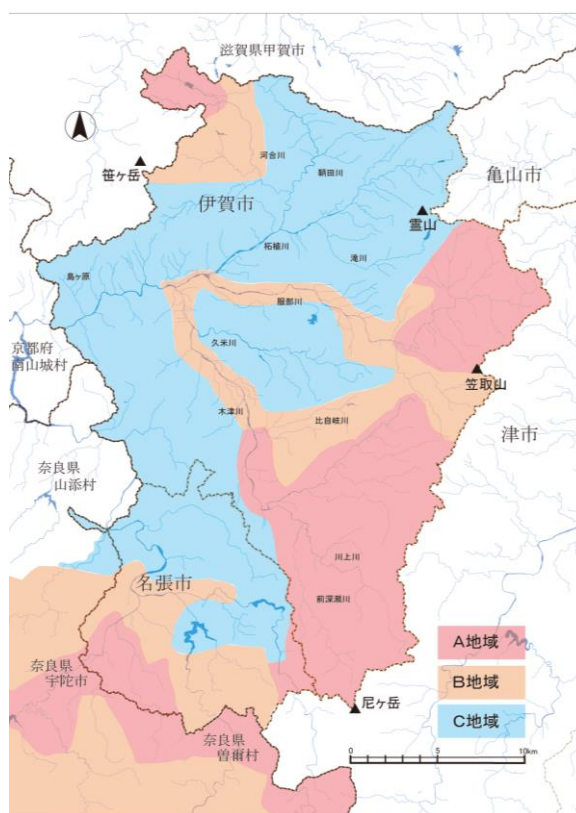 滋賀県甲賀市
笹ヶ岳
河合川
鞆田川
亀山市
伊賀市
霊山
柘植川
滝川
島ヶ原
服部川
京都府
南山城村
久米川
笠取山
木津川
比自岐川
津市
奈良県
山添村
川上川
名張市
前深瀬川
A地域
奈良県
宇陀市
B地域
尼ヶ岳
C地域
奈良県
曽爾村
0 5 10km